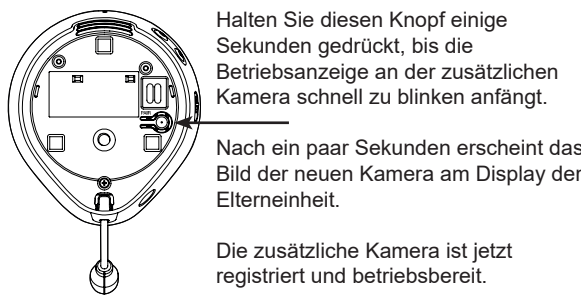 Halten Sie diesen Knopf einige
Sekunden gedrückt, bis die
Betriebsanzeige an der zusätzlichen
Kamera schnell zu blinken anfängt.
Nach ein paar Sekunden erscheint das
Bild der neuen Kamera am Display der
Elterneinheit.
Die zusätzliche Kamera ist jetzt
registriert und betriebsbereit.
PAIR